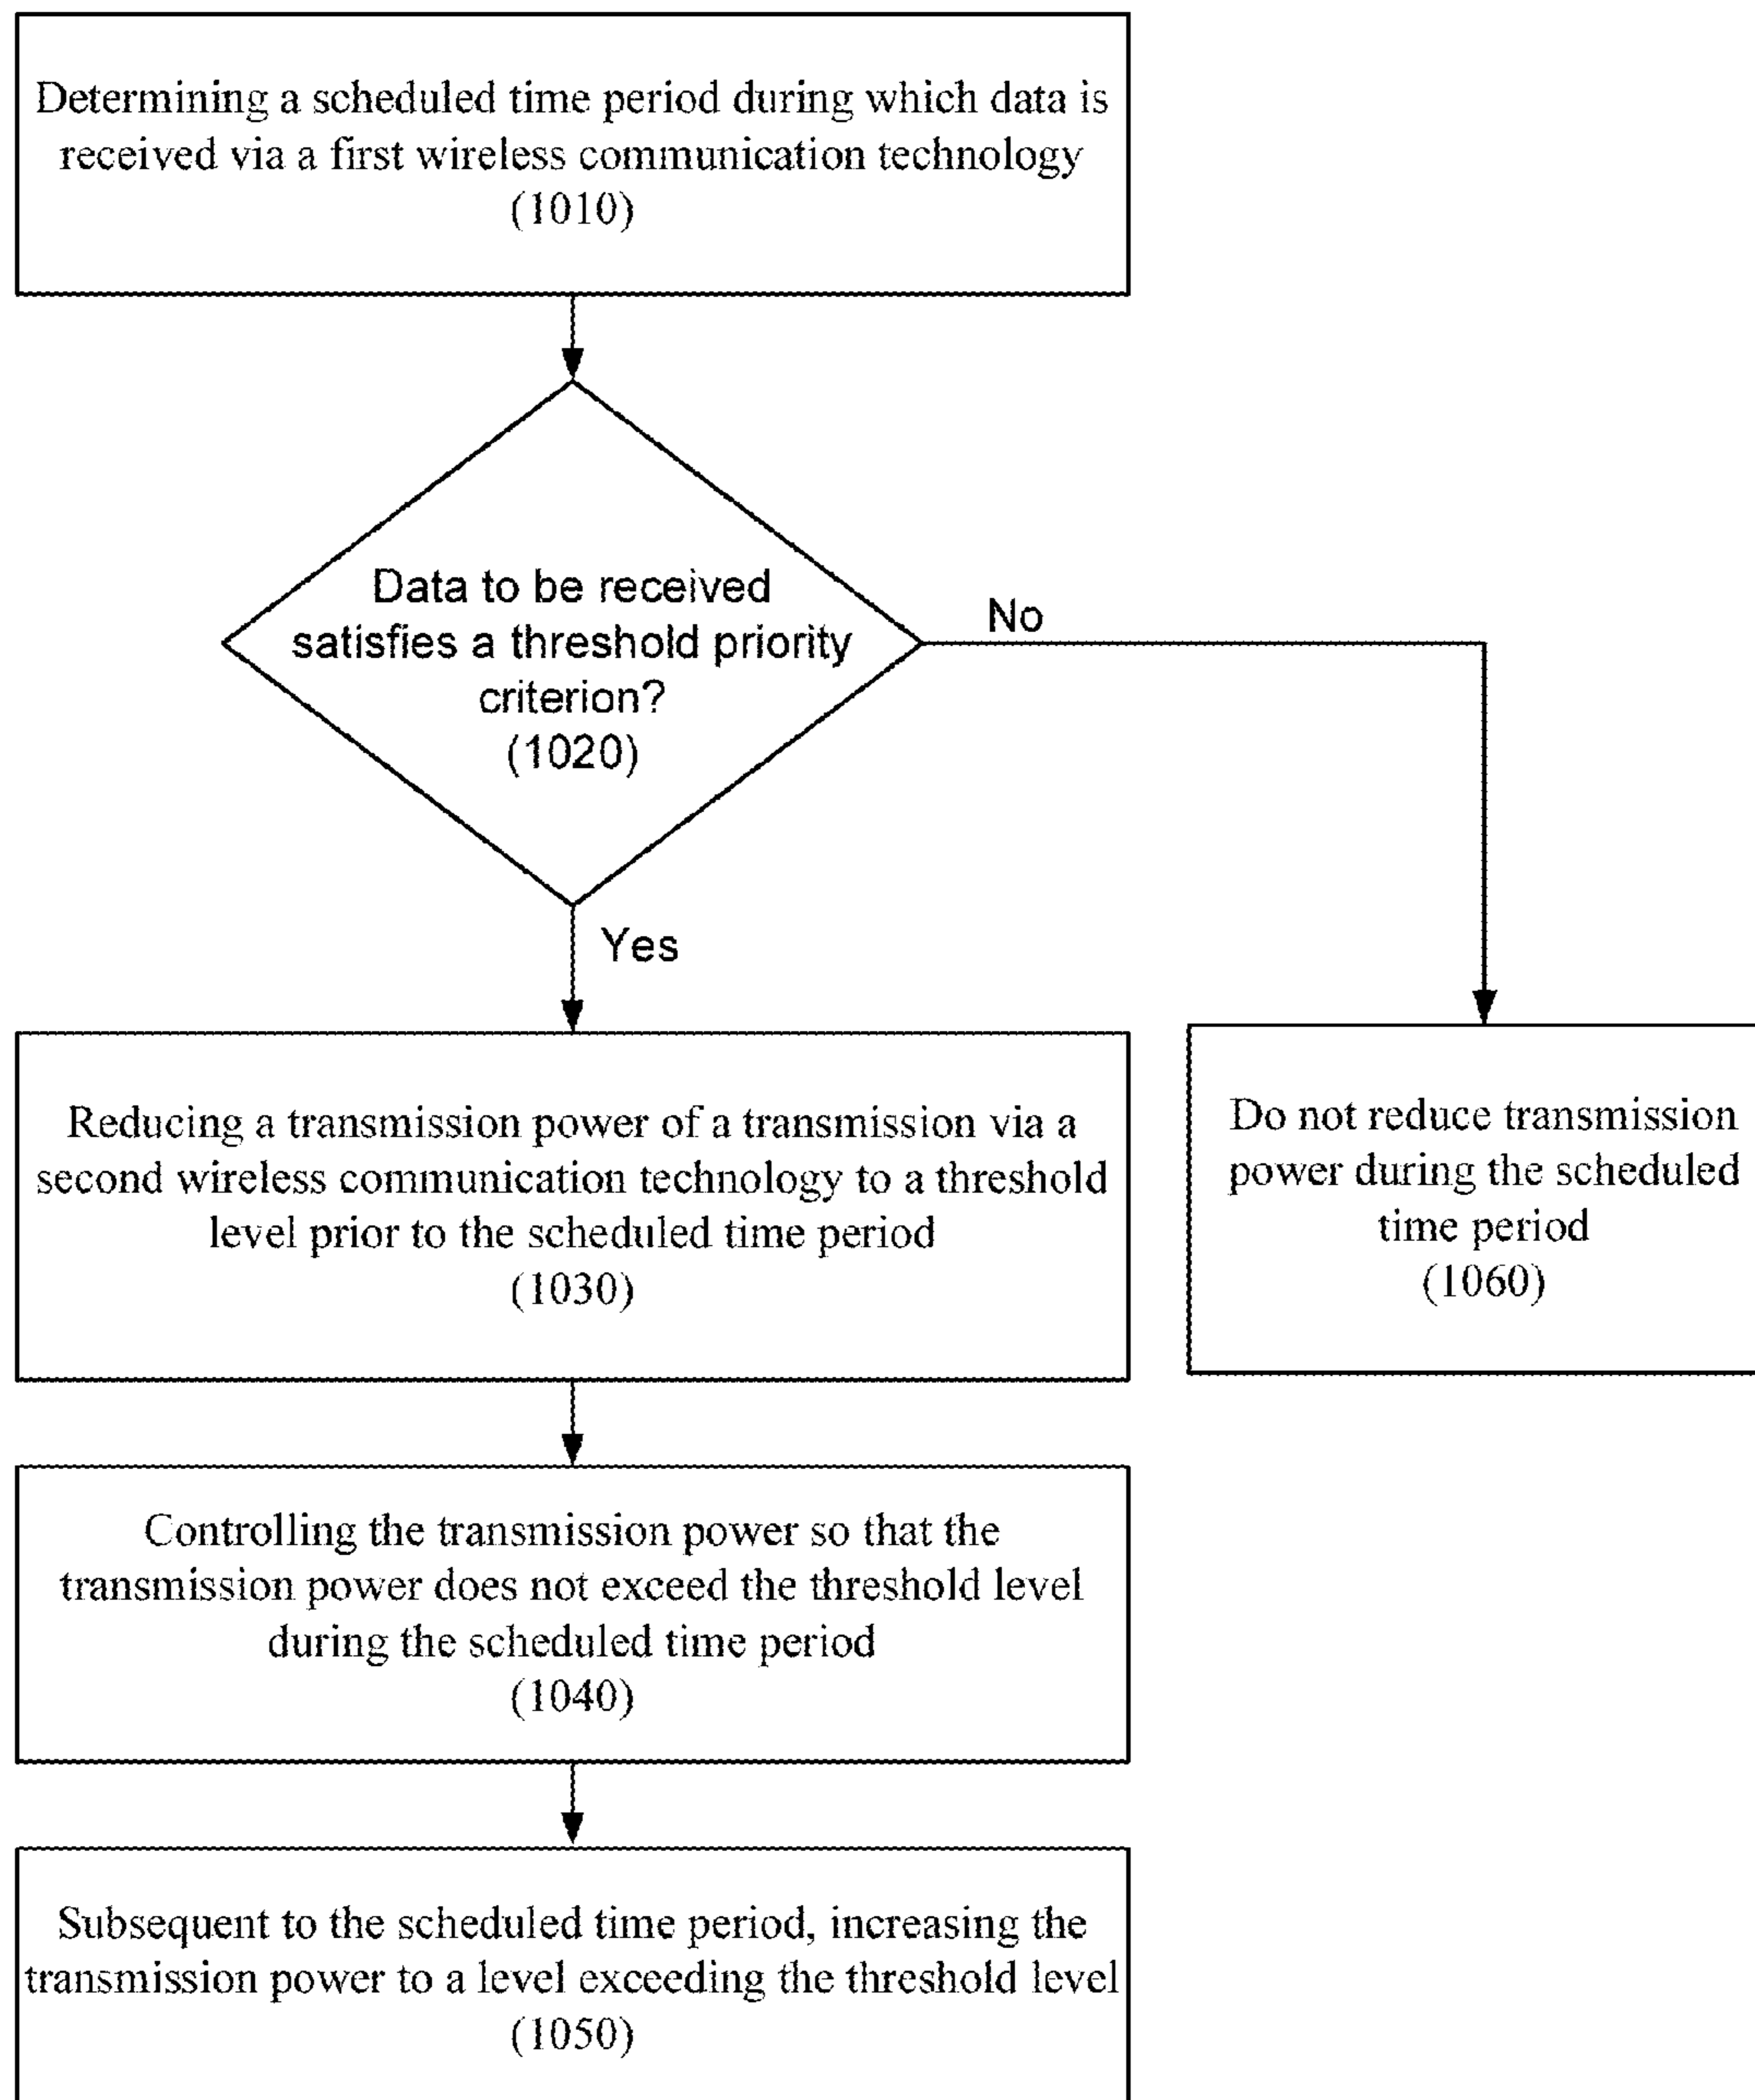 Determining a scheduled time period during which data is
received via a first wireless communication technology
(1010)
Data to be received
satisfies a threshold priority
criterion?
(1020)
No
Yes
Reducing a transmission power of a transmission via a
second wireless communication technology to a threshold
level prior to the scheduled time period
(1030)
Do not reduce transmission
power during the scheduled
time period
(1060)
Controlling the transmission power so that the
transmission power does not exceed the threshold level
during the scheduled time period
(1040)
Subsequent to the scheduled time period, increasing the
transmission power to a level exceeding the threshold level
(1050)